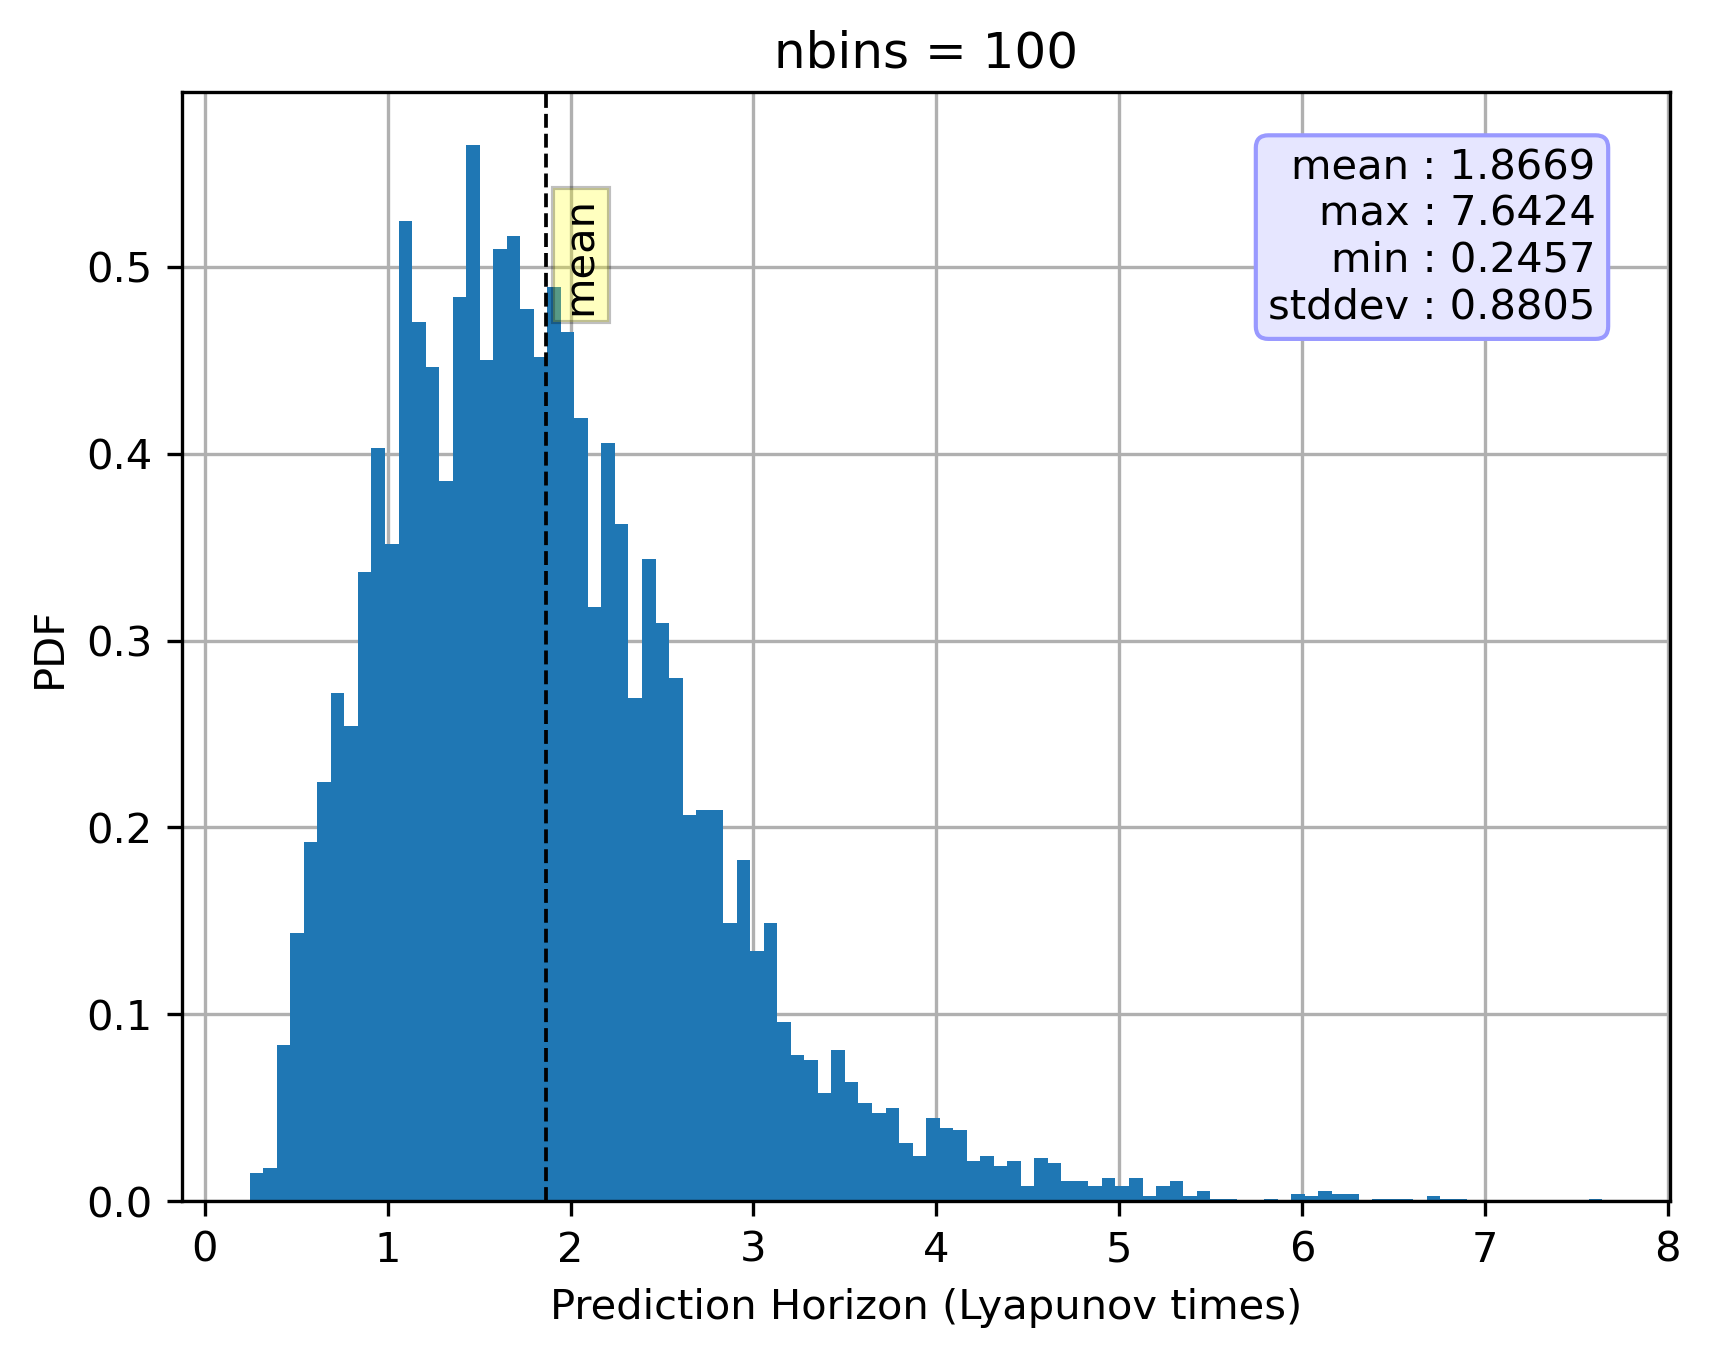 nbins = 100
mean : 1.8669
max : 7.6424
min : 0.2457
stddev : 0.8805
mean
PDF
0.5
0.4
0.3
0.2
0.1
0.0
0 1 2 3 4 5 6 7 8
Prediction Horizon (Lyapunov times)